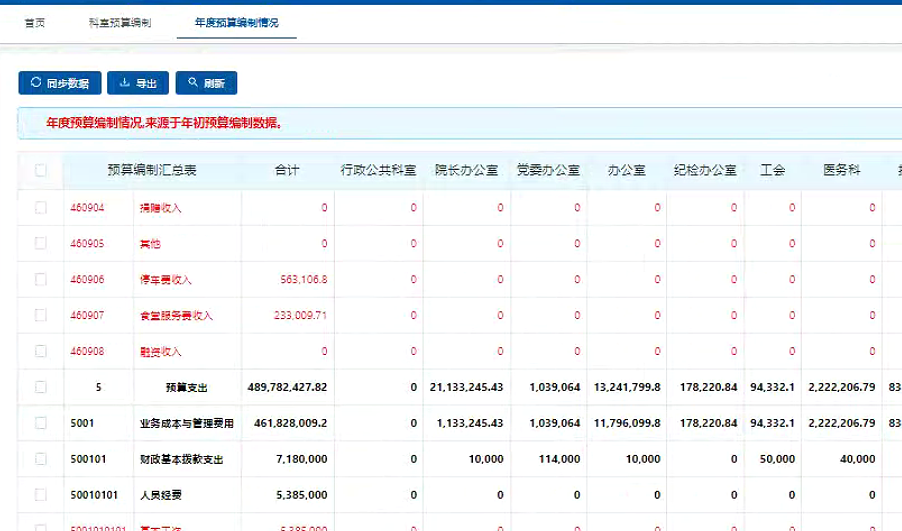 首页 科室预算编制 年度预算编制情况
同步数据 导出 刷新
年度预算编制情况,来源于年初预算编制数据。
预算编制汇总表 合计 行政公共科室 院长办公室 党委办公室 办公室 纪检办公室 工会 医务科
460904 捐赠收入 0 0 0 0 0 0 0 0
460905 其他 0 0 0 0 0 0 0 0
460906 停车费收入 563,106.8 0 0 0 0 0 0 0
460907 食堂服务费收入 233,009.71 0 0 0 0 0 0 0
460908 融资收入 0 0 0 0 0 0 0 0
5 预算支出 489,782,427.82 0 21,133,245.43 1,039,064 13,241,799.8 178,220.84 94,332.1 2,222,206.79 83
5001 业务成本与管理费用 461,828,009.2 0 1,133,245.43 1,039,064 11,796,099.8 178,220.84 94,332.1 2,222,206.79 83
500101 财政基本拨款支出 7,180,000 0 10,000 114,000 10,000 0 50,000 40,000
50010101 人员经费 5,385,000 0 0 0 0 0 0 0